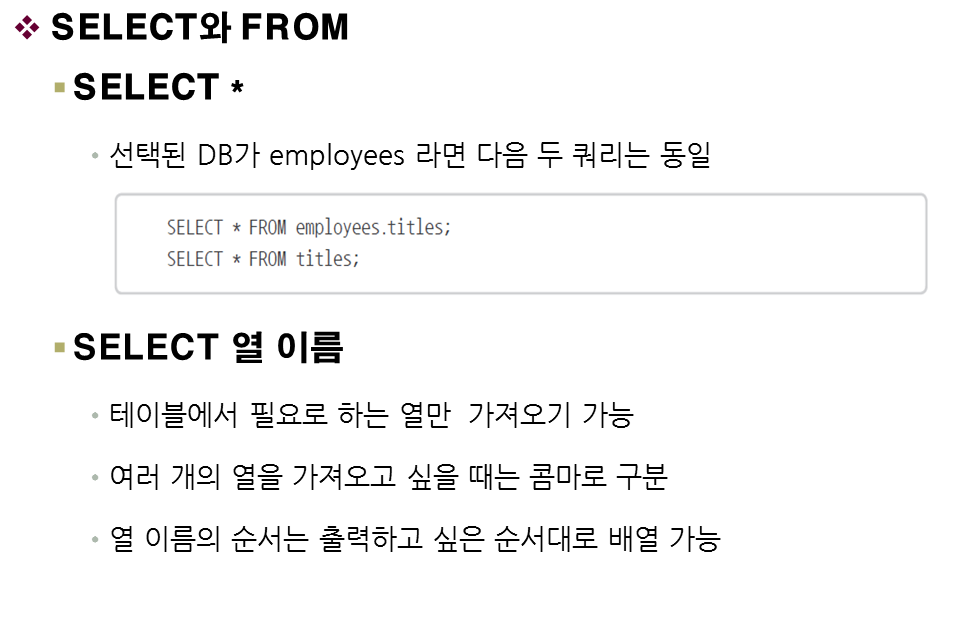 SELECT와 FROM
SELECT *
선택된 DB가 employees 라면 다음 두 쿼리는 동일
SELECT * FROM employees.titles;
SELECT * FROM titles;
SELECT 열 이름
테이블에서 필요로 하는 열만 가져오기 가능
여러 개의 열을 가져오고 싶을 때는 콤마로 구분
열 이름의 순서는 출력하고 싶은 순서대로 배열 가능